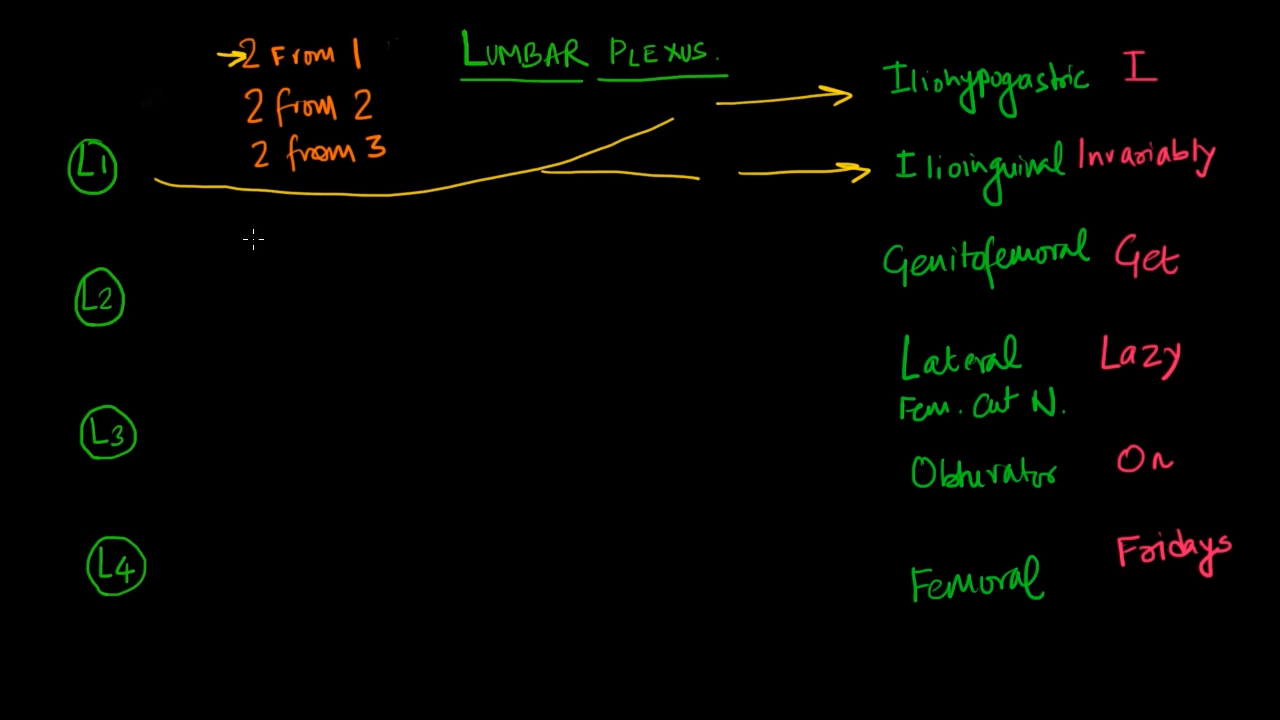 2 From 1
2 from 2
2 from 3
LUMBAR PLEXUS.
L1
L2
L3
L4
Iliohypogastric I
Ilioinguinal Invariably
Genitofemoral Get
Lateral Lazy
Fem. Cut N.
Obturator On
Femoral Fridays